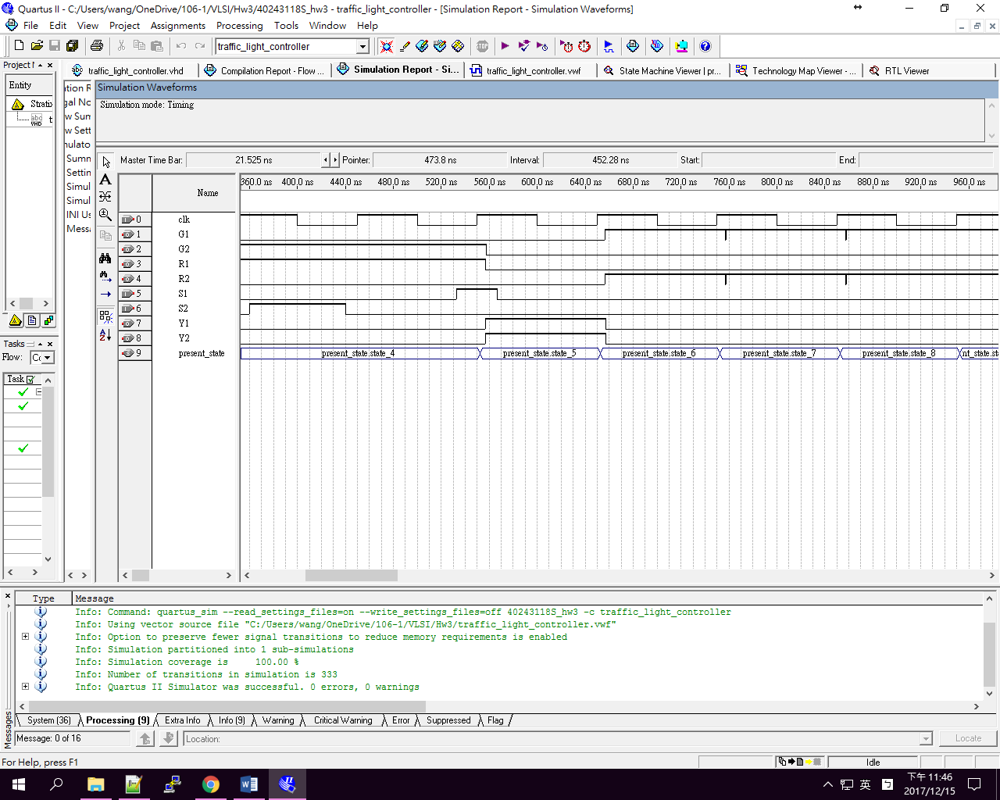 Quartus II - C:/Users/wang/OneDrive/106-1/VLSI/Hw3/40243118S_hw3 - traffic_light_controller - [Simulation Report - Simulation Waveforms]
File Edit View Project Assignments Processing Tools Window Help
traffic_light_controller
Project traffic_light_controller.vhd Compilation Report - Flow ... Simulation Report - Si... traffic_light_controller.vwf State Machine Viewer | pr... Technology Map Viewer - ... RTL Viewer
Entity
Strati
abc
VHD
t
Simulation Waveforms
Simulation mode: Timing
Summ
Settin
Simul
Simul
INI Us
Messa
Master Time Bar: 21.525 ns Pointer: 473.8 ns Interval: 452.28 ns Start: End:
Name
360.0 ns 400.0 ns 440.0 ns 480.0 ns 520.0 ns 560.0 ns 600.0 ns 640.0 ns 680.0 ns 720.0 ns 760.0 ns 800.0 ns 840.0 ns 880.0 ns 920.0 ns 960.0 ns
0 clk
1 G1
2 G2
3 R1
4 R2
5 S1
6 S2
7 Y1
8 Y2
9 present_state present_state.state_4 present_state.state_5 present_state.state_6 present_state.state_7 present_state.state_8 nt_state.st
Tasks
Flow: Co
Task
Type Message
Info: Command: quartus_sim --read_settings_files=on --write_settings_files=off 40243118S_hw3 -c traffic_light_controller
Info: Using vector source file "C:/Users/wang/OneDrive/106-1/VLSI/Hw3/traffic_light_controller.vwf"
Info: Option to preserve fewer signal transitions to reduce memory requirements is enabled
Info: Simulation partitioned into 1 sub-simulations
Info: Simulation coverage is 100.00 %
Info: Number of transitions in simulation is 333
Info: Quartus II Simulator was successful. 0 errors, 0 warnings
Messages
System (36) Processing (9) Extra Info Info (9) Warning Critical Warning Error Suppressed Flag
Message: 0 of 16 Location: Locate
For Help, press F1 Idle
英 下午 11:46
2017/12/15